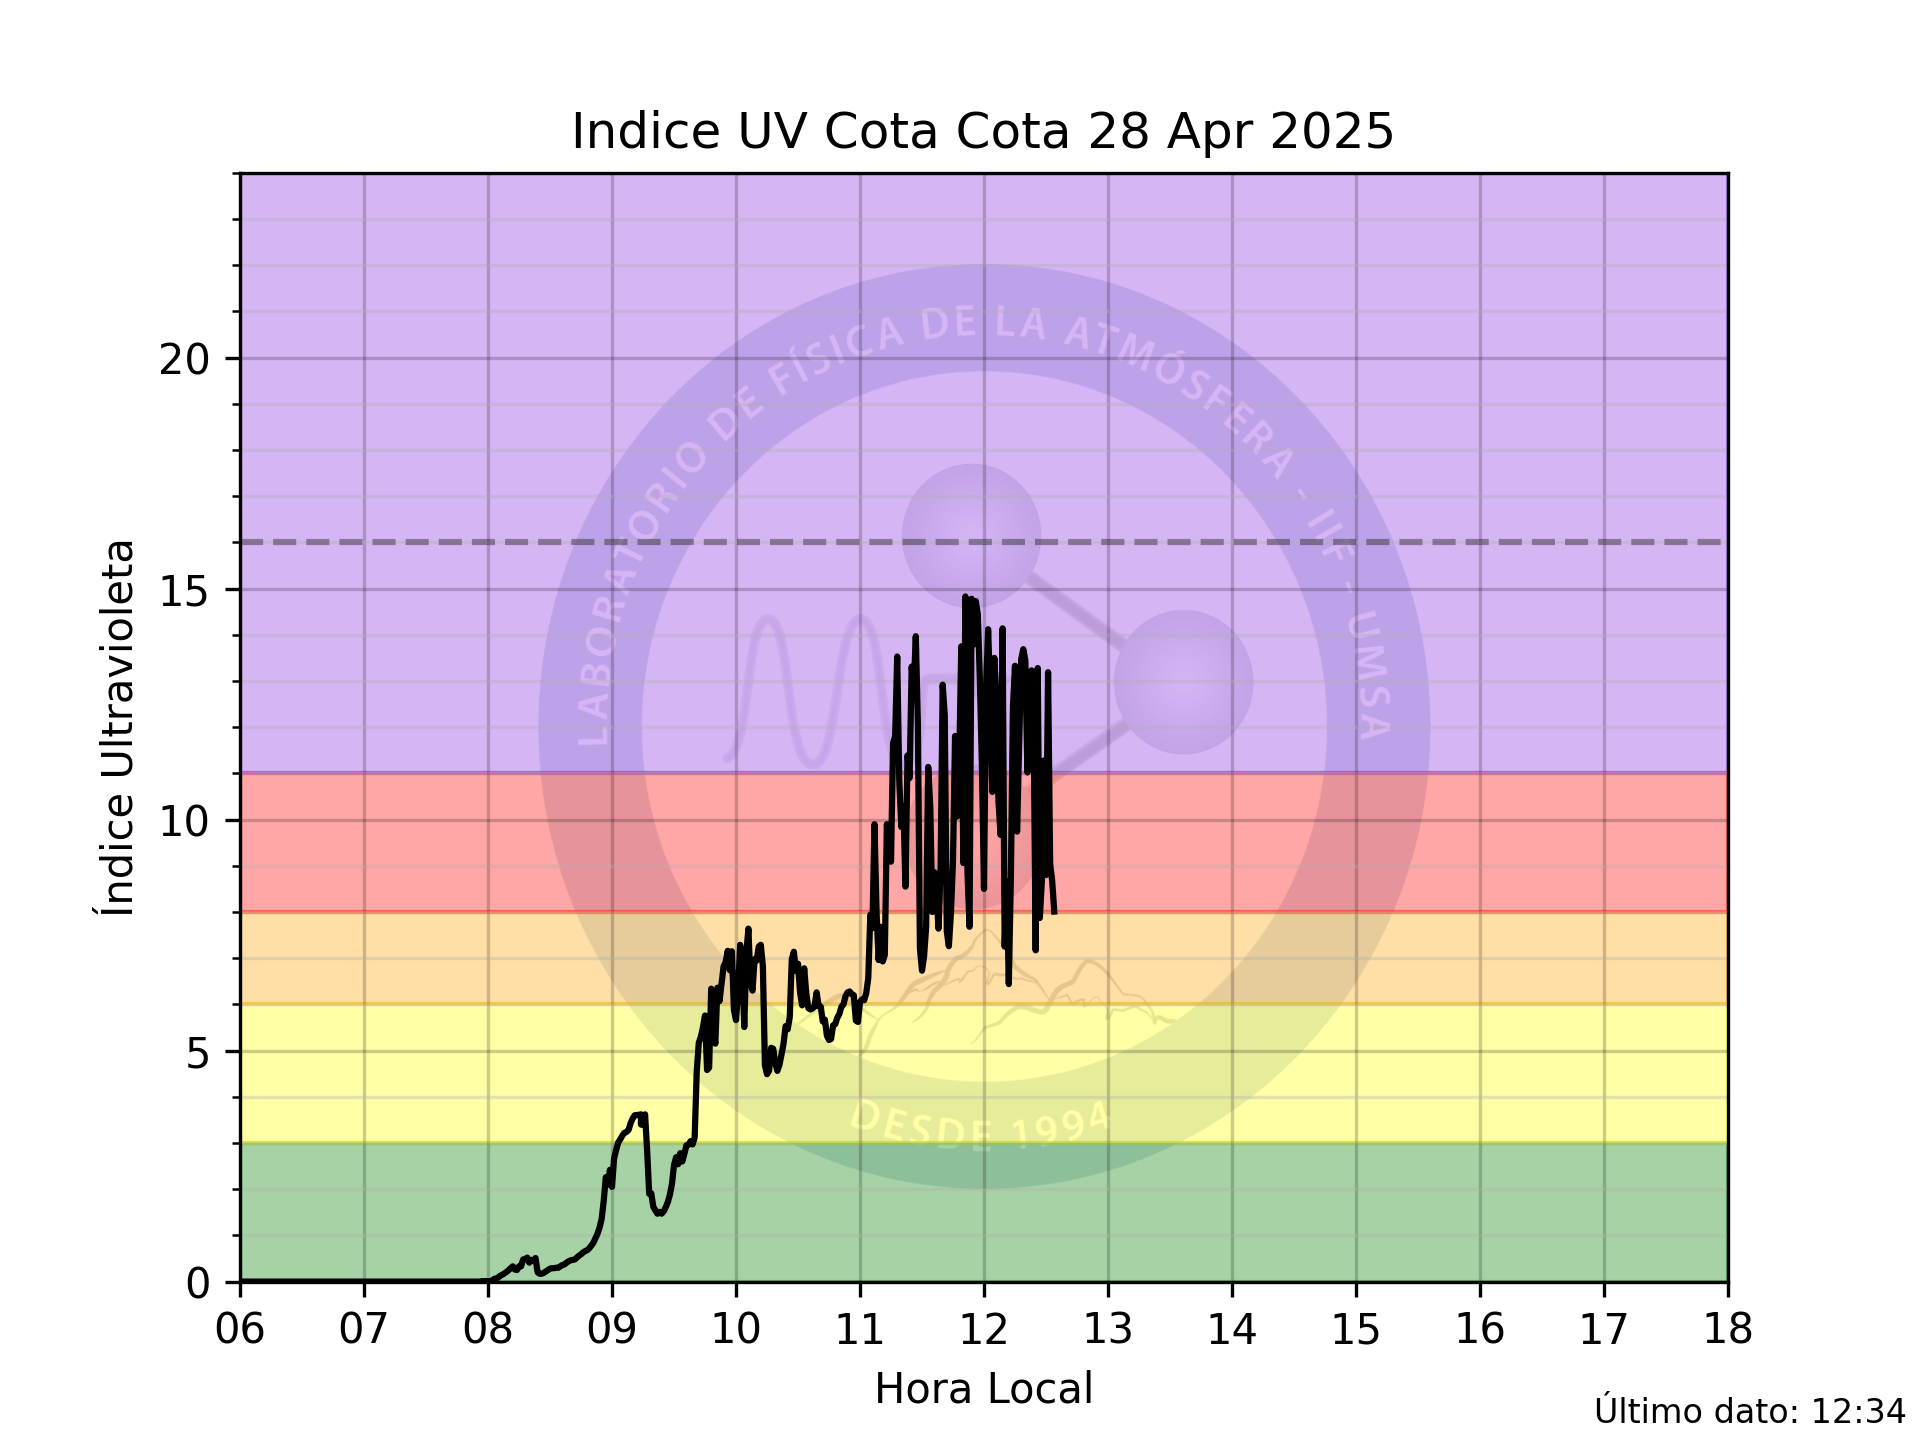 Indice UV Cota Cota 28 Apr 2025
Índice Ultravioleta
20
15
10
5
0
LABORATORIO DE FÍSICA DE LA ATMÓSFERA - IIF - UMSA
DESDE 1994
06 07 08 09 10 11 12 13 14 15 16 17 18
Hora Local
Último dato: 12:34